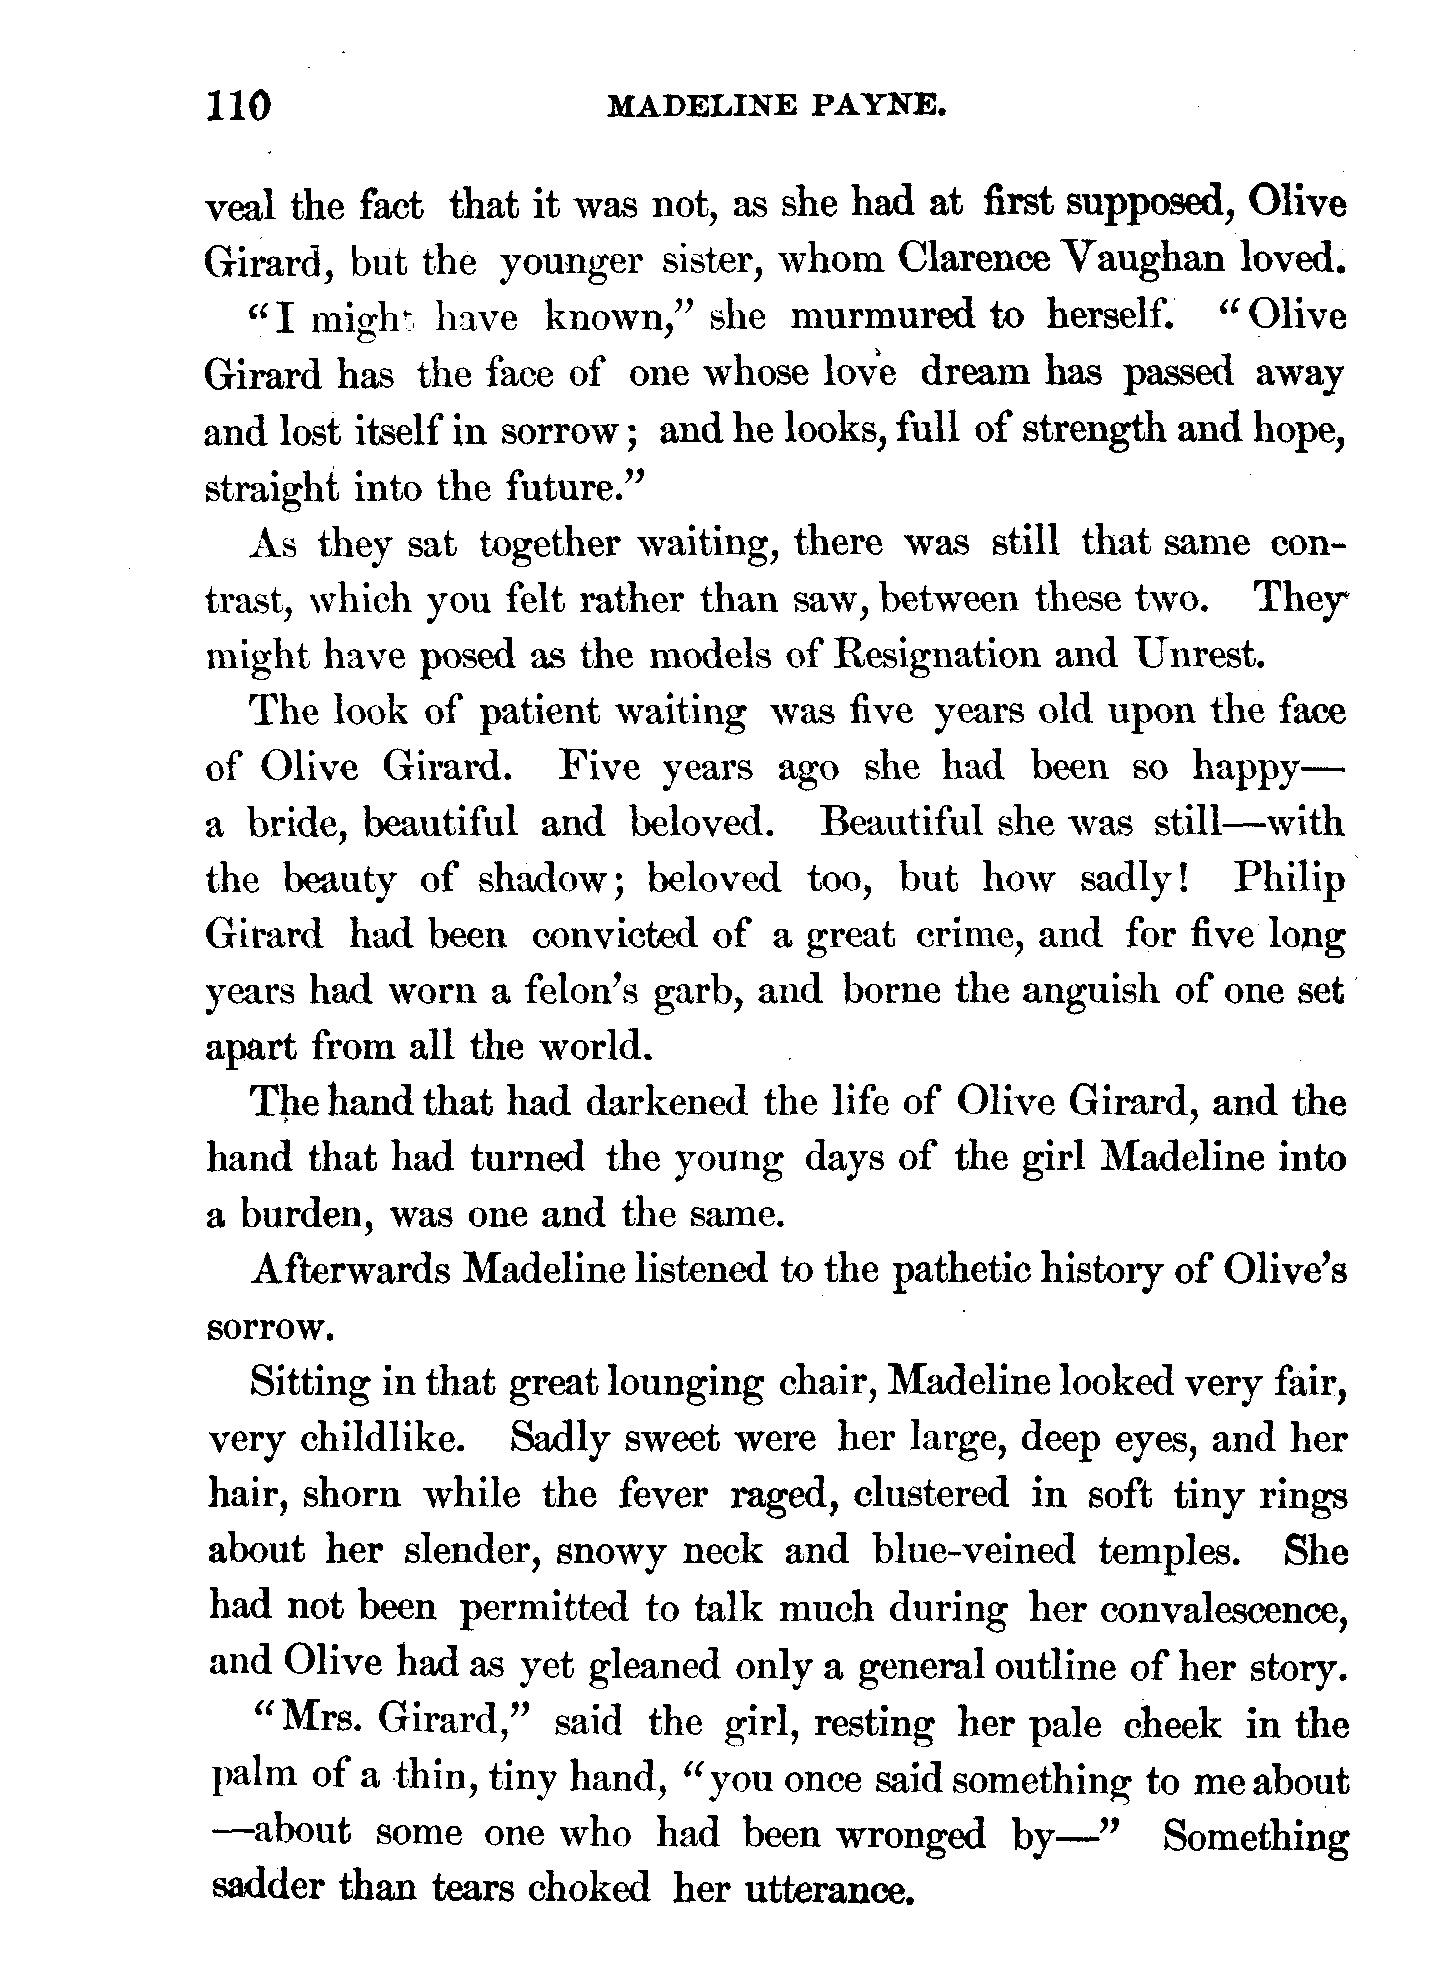 110 MADELINE PAYNE.
veal the fact that it was not, as she had at first supposed, Olive
Girard, but the younger sister, whom Clarence Vaughan loved.
“I might have known,” she murmured to herself. “Olive
Girard has the face of one whose love dream has passed away
and lost itself in sorrow; and he looks, full of strength and hope,
straight into the future.”
As they sat together waiting, there was still that same con-
trast, which you felt rather than saw, between these two. They
might have posed as the models of Resignation and Unrest.
The look of patient waiting was five years old upon the face
of Olive Girard. Five years ago she had been so happy—
a bride, beautiful and beloved. Beautiful she was still—with
the beauty of shadow; beloved too, but how sadly! Philip
Girard had been convicted of a great crime, and for five long
years had worn a felon’s garb, and borne the anguish of one set
apart from all the world.
The hand that had darkened the life of Olive Girard, and the
hand that had turned the young days of the girl Madeline into
a burden, was one and the same.
Afterwards Madeline listened to the pathetic history of Olive’s
sorrow.
Sitting in that great lounging chair, Madeline looked very fair,
very childlike. Sadly sweet were her large, deep eyes, and her
hair, shorn while the fever raged, clustered in soft tiny rings
about her slender, snowy neck and blue-veined temples. She
had not been permitted to talk much during her convalescence,
and Olive had as yet gleaned only a general outline of her story.
“Mrs. Girard,” said the girl, resting her pale cheek in the
palm of a thin, tiny hand, “you once said something to me about
—about some one who had been wronged by—” Something
sadder than tears choked her utterance.